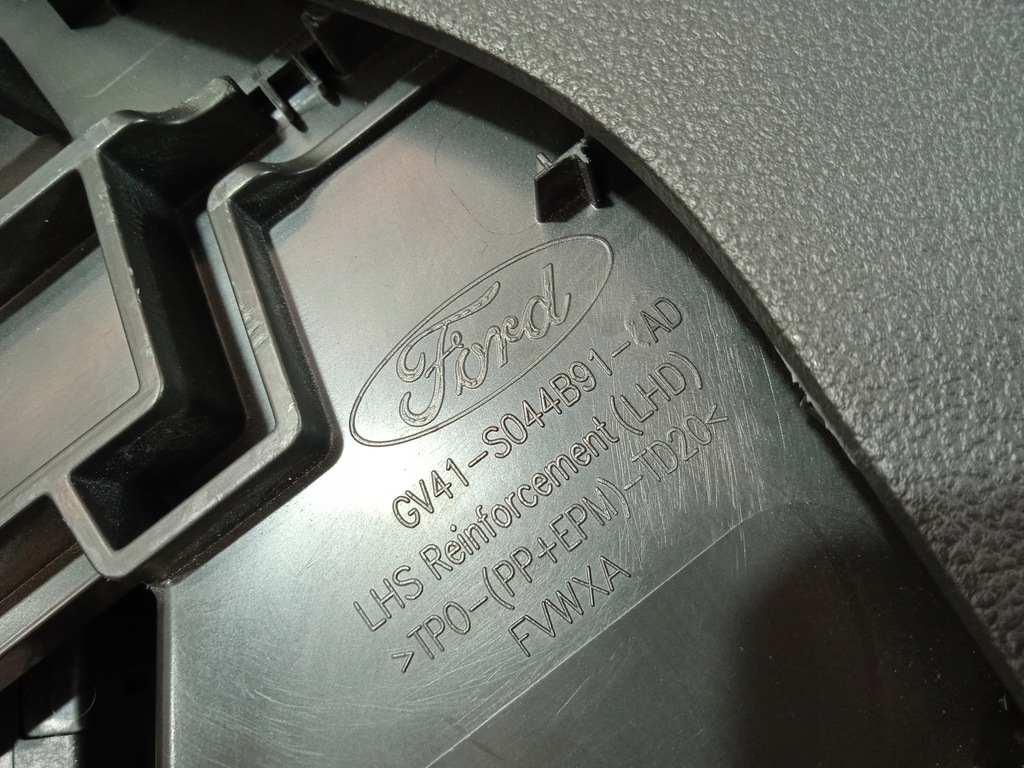 Ford
GV41-S044B91-AD
LHS Reinforcement (LHD)
>TPO-(PP+EPM)-TD20<
FVWXA